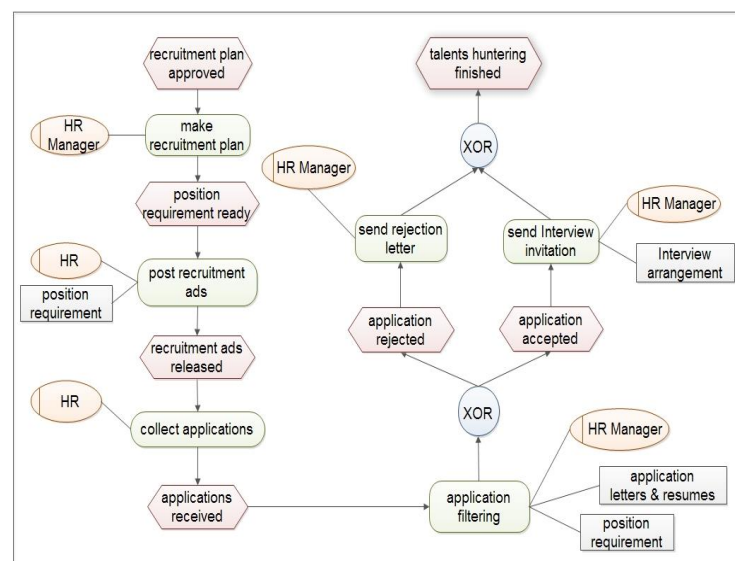 recruitment plan
approved
HR
Manager
make
recruitment plan
position
requirement ready
HR
position
requirement
post recruitment
ads
recruitment ads
released
HR
collect applications
applications
received
talents huntering
finished
XOR
HR Manager
send rejection
letter
send Interview
invitation
HR Manager
Interview
arrangement
application
rejected
application
accepted
XOR
application
filtering
HR Manager
application
letters & resumes
position
requirement